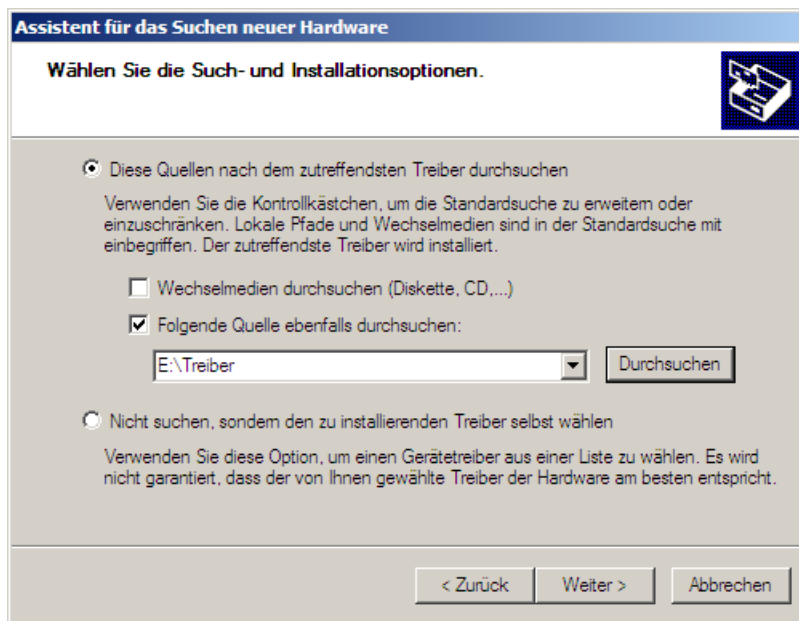 Assistent für das Suchen neuer Hardware
Wählen Sie die Such- und Installationsoptionen.
Diese Quellen nach dem zutreffendsten Treiber durchsuchen
Verwenden Sie die Kontrollkästchen, um die Standardsuche zu erweitern oder
einzuschränken. Lokale Pfade und Wechselmedien sind in der Standardsuche mit
einbegriffen. Der zutreffendste Treiber wird installiert.
Wechselmedien durchsuchen (Diskette, CD,...)
Folgende Quelle ebenfalls durchsuchen:
E:\Treiber
Durchsuchen
Nicht suchen, sondern den zu installierenden Treiber selbst wählen
Verwenden Sie diese Option, um einen Gerätetreiber aus einer Liste zu wählen. Es wird
nicht garantiert, dass der von Ihnen gewählte Treiber der Hardware am besten entspricht.
< Zurück
Weiter >
Abbrechen